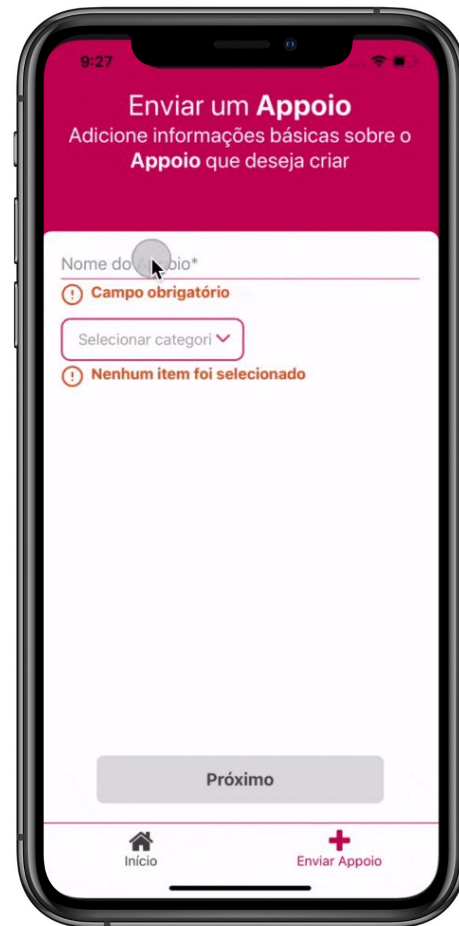 9:27
Enviar um Appoio
Adicione informações básicas sobre o
Appoio que deseja criar
Nome do
Campo obrigatório
Selecionar categori
Nenhum item foi selecionado
Próximo
Início
Enviar Appoio